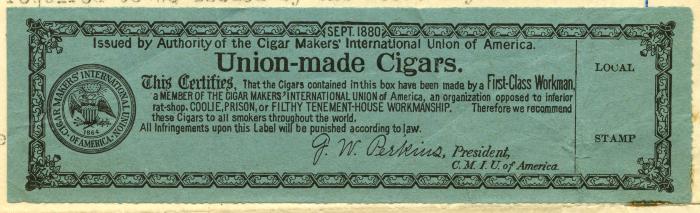 SEPT. 1880
Issued by Authority of the Cigar Makers' International Union of America.
Union-made Cigars.
This Certifies, That the Cigars contained in this box have been made by a First-Class Workman,
a MEMBER OF THE CIGAR MAKERS' INTERNATIONAL UNION of America, an organization opposed to inferior
rat-shop, COOLIE, PRISON, or FILTHY TENEMENT-HOUSE WORKMANSHIP. Therefore we recommend
these Cigars to all smokers throughout the world.
All Infringements upon this Label will be punished according to law.
G. W. Perkins, President,
C. M. I. U. of America.
CIGAR MAKERS' INTERNATIONAL UNION
OF AMERICA
1864
LOCAL
STAMP